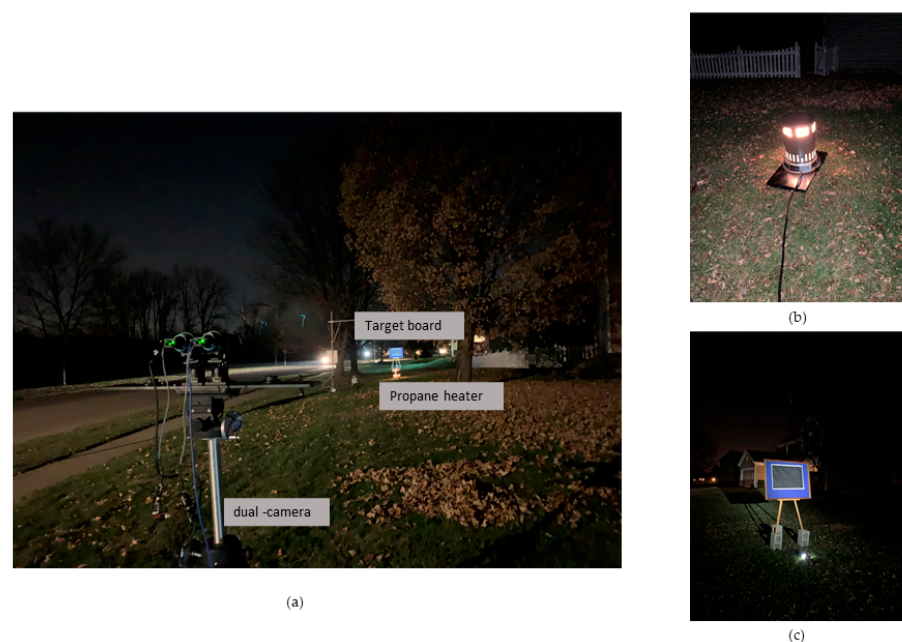 Target board
Propane heater
dual -camera
(a)
(b)
(c)